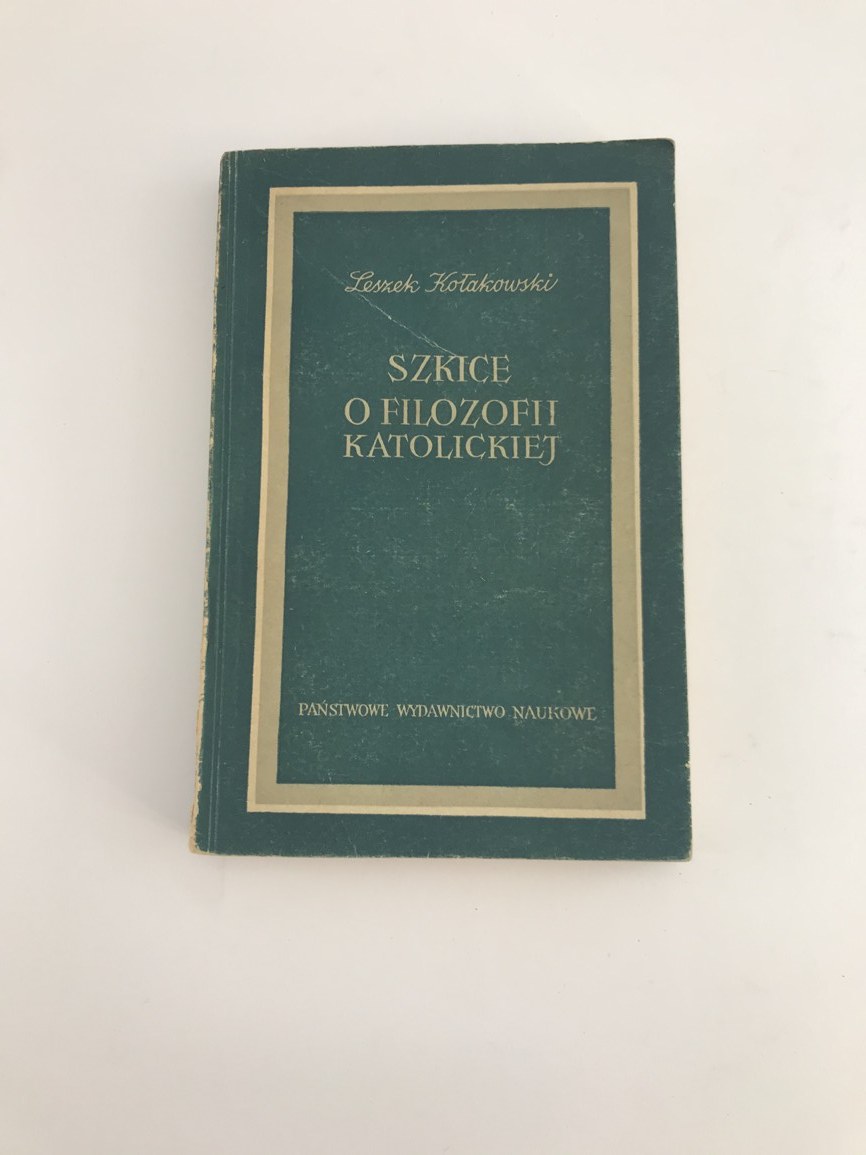 Leszek Kołakowski
SZKICE
O FILOZOFII
KATOLICKIEJ
PAŃSTWOWE WYDAWNICTWO NAUKOWE